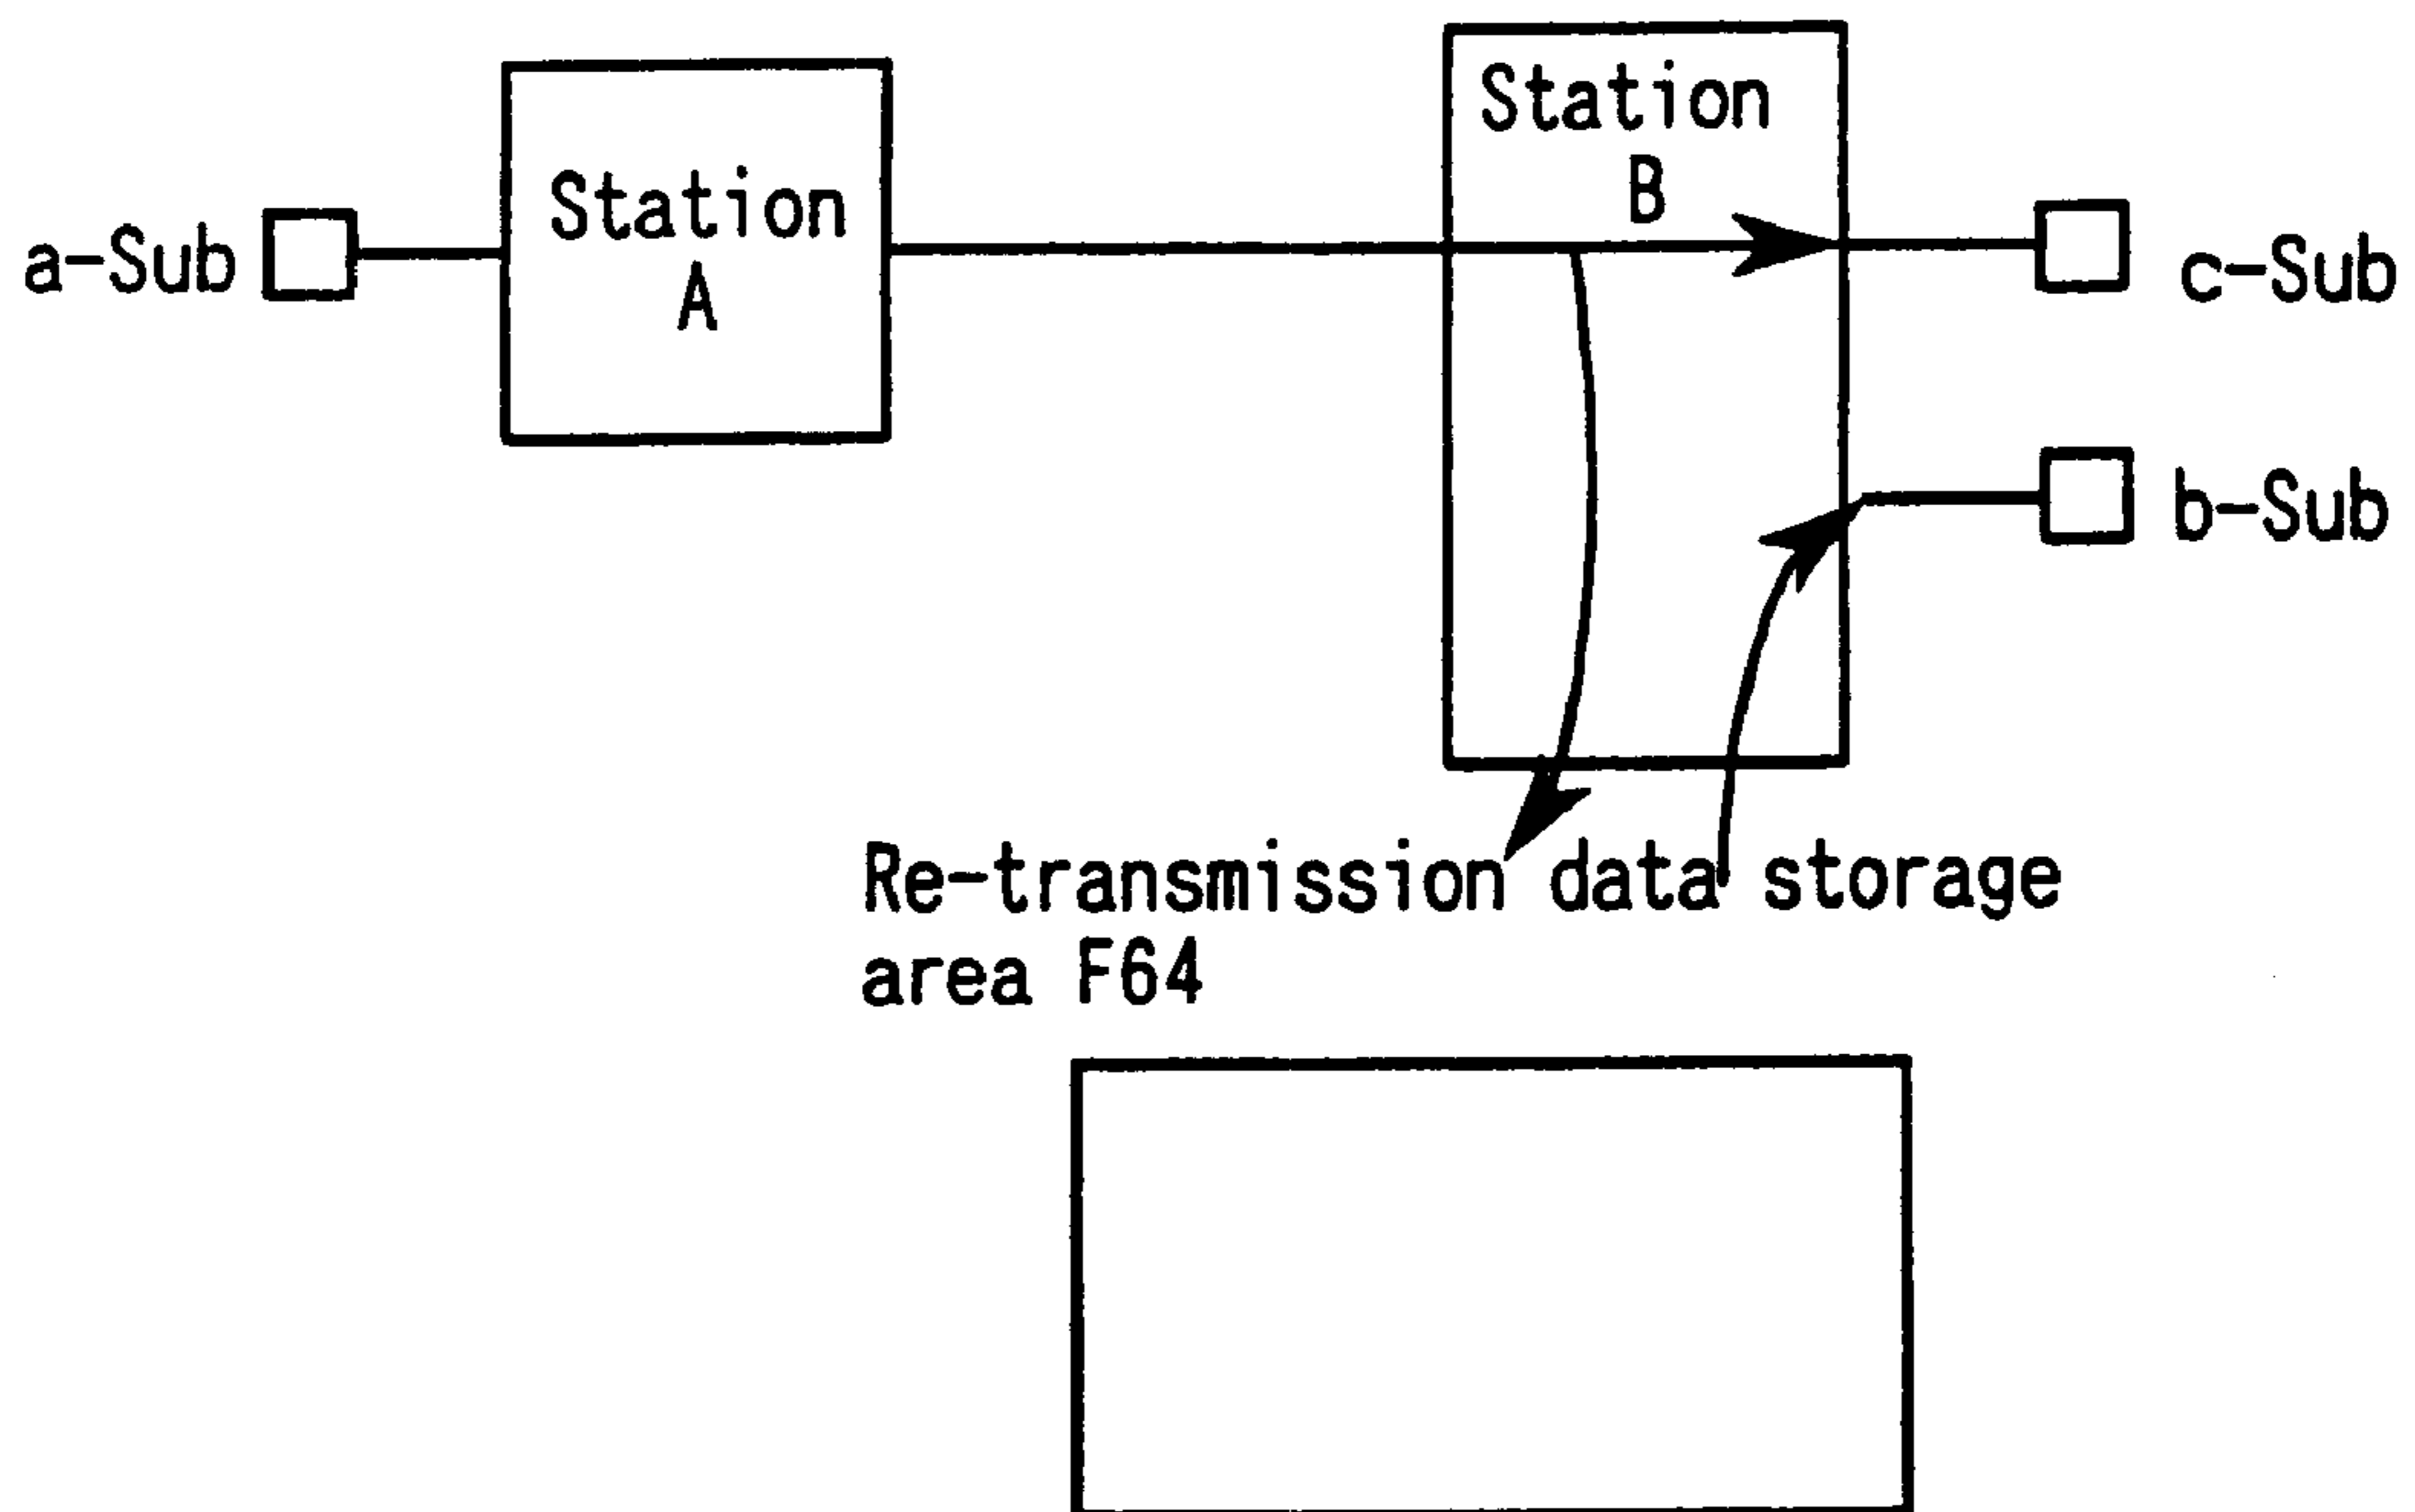 Station
B
Station
A
a-Sub
c-Sub
b-Sub
Re-transmission data storage
area F64